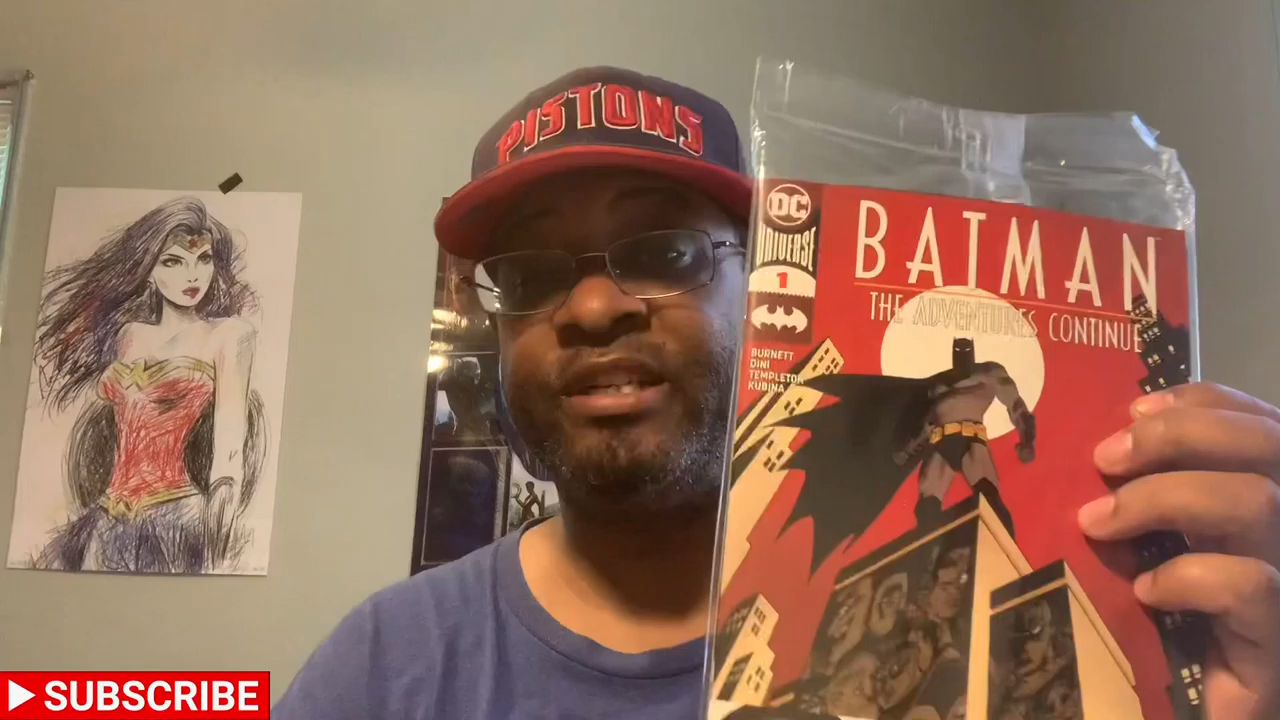 PISTONS
DC
UNIVERSE
1
BATMAN
THE ADVENTURES CONTINUE
BURNETT
DINI
TEMPLETON
KUBINA
SUBSCRIBE